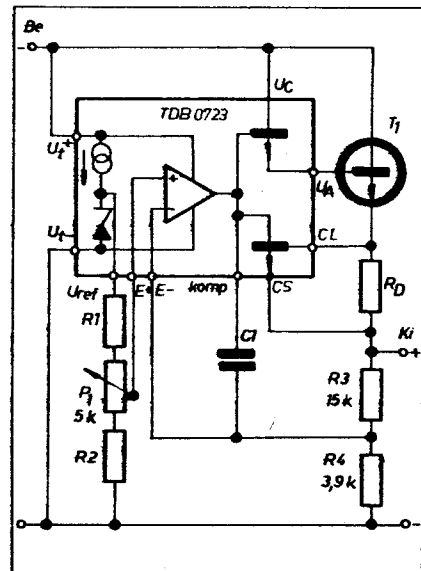 Be
-
TDB 0723
UC
T1
Ut+
UA
Ut-
CL
Uref
E+
E-
komp
CS
RD
R1
C1
Ki
+
P1
5k
R3
15k
R2
R4
3,9k
-
-